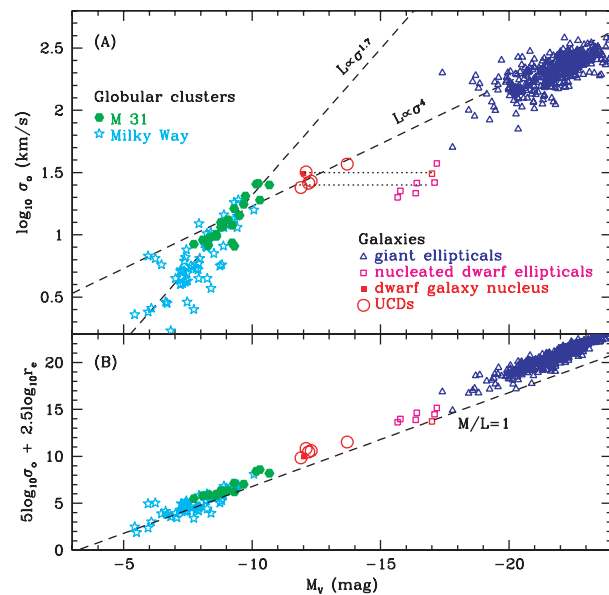 (A)
L∝σ^1.7
L∝σ^4
Globular clusters
M 31
Milky Way
Galaxies
giant ellipticals
nucleated dwarf ellipticals
dwarf galaxy nucleus
UCDs
log₁₀ σₒ (km/s)
2.5
2
1.5
1
0.5
(B)
M/L=1
5log₁₀σₒ + 2.5log₁₀rₑ
20
15
10
5
0
−5
−10
−15
−20
Mᵥ (mag)